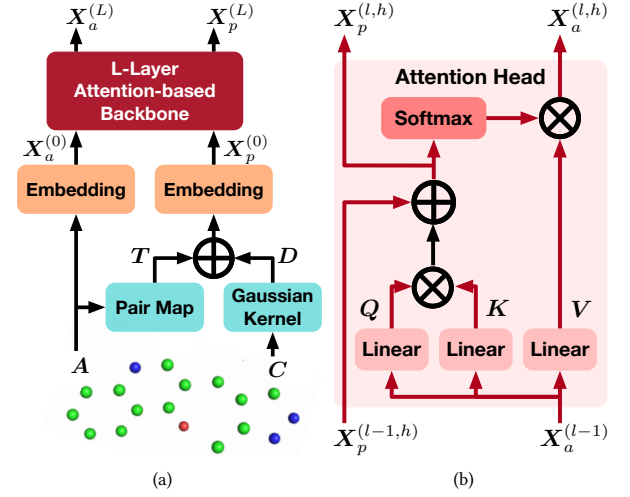 X_a^{(L)} X_p^{(L)}
L-Layer
Attention-based
Backbone
X_a^{(0)} X_p^{(0)}
Embedding Embedding
T D
Pair Map
Gaussian
Kernel
A C
(a)
X_p^{(l,h)} X_a^{(l,h)}
Attention Head
Softmax
Q K V
Linear Linear Linear
X_p^{(l-1,h)} X_a^{(l-1)}
(b)